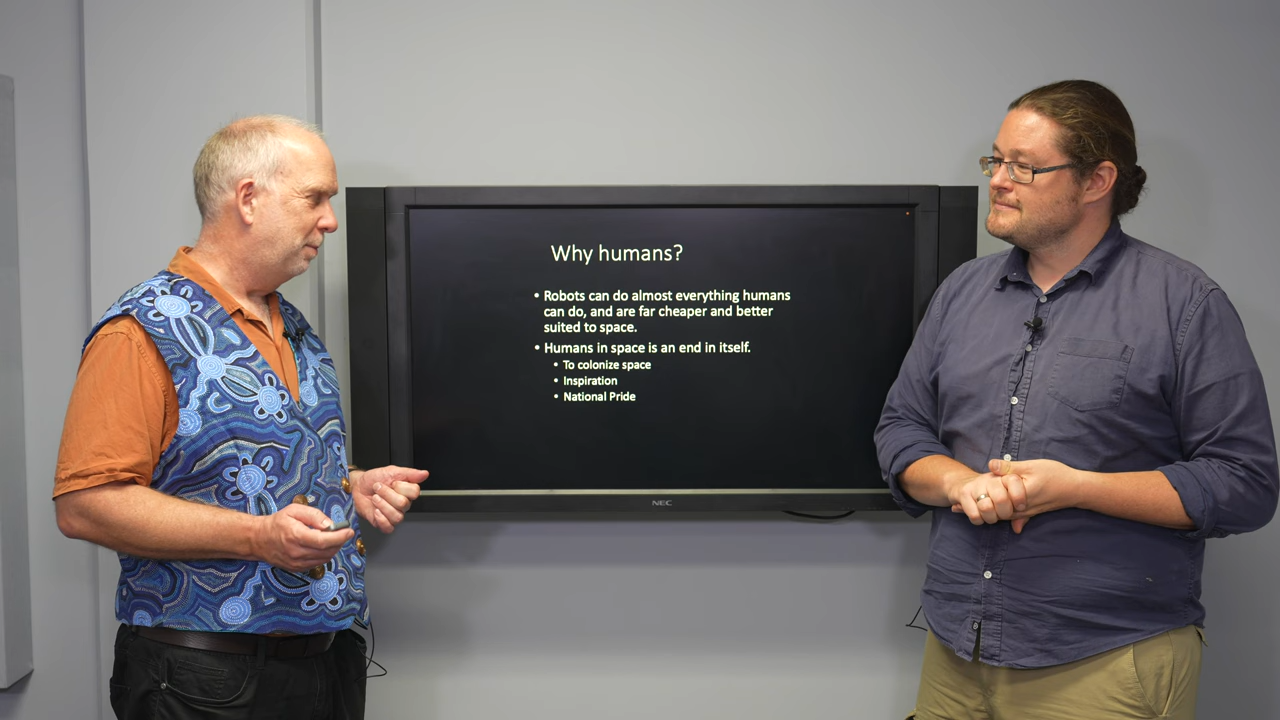 Why humans?
• Robots can do almost everything humans
can do, and are far cheaper and better
suited to space.
• Humans in space is an end in itself.
• To colonize space
• Inspiration
• National Pride
NEC